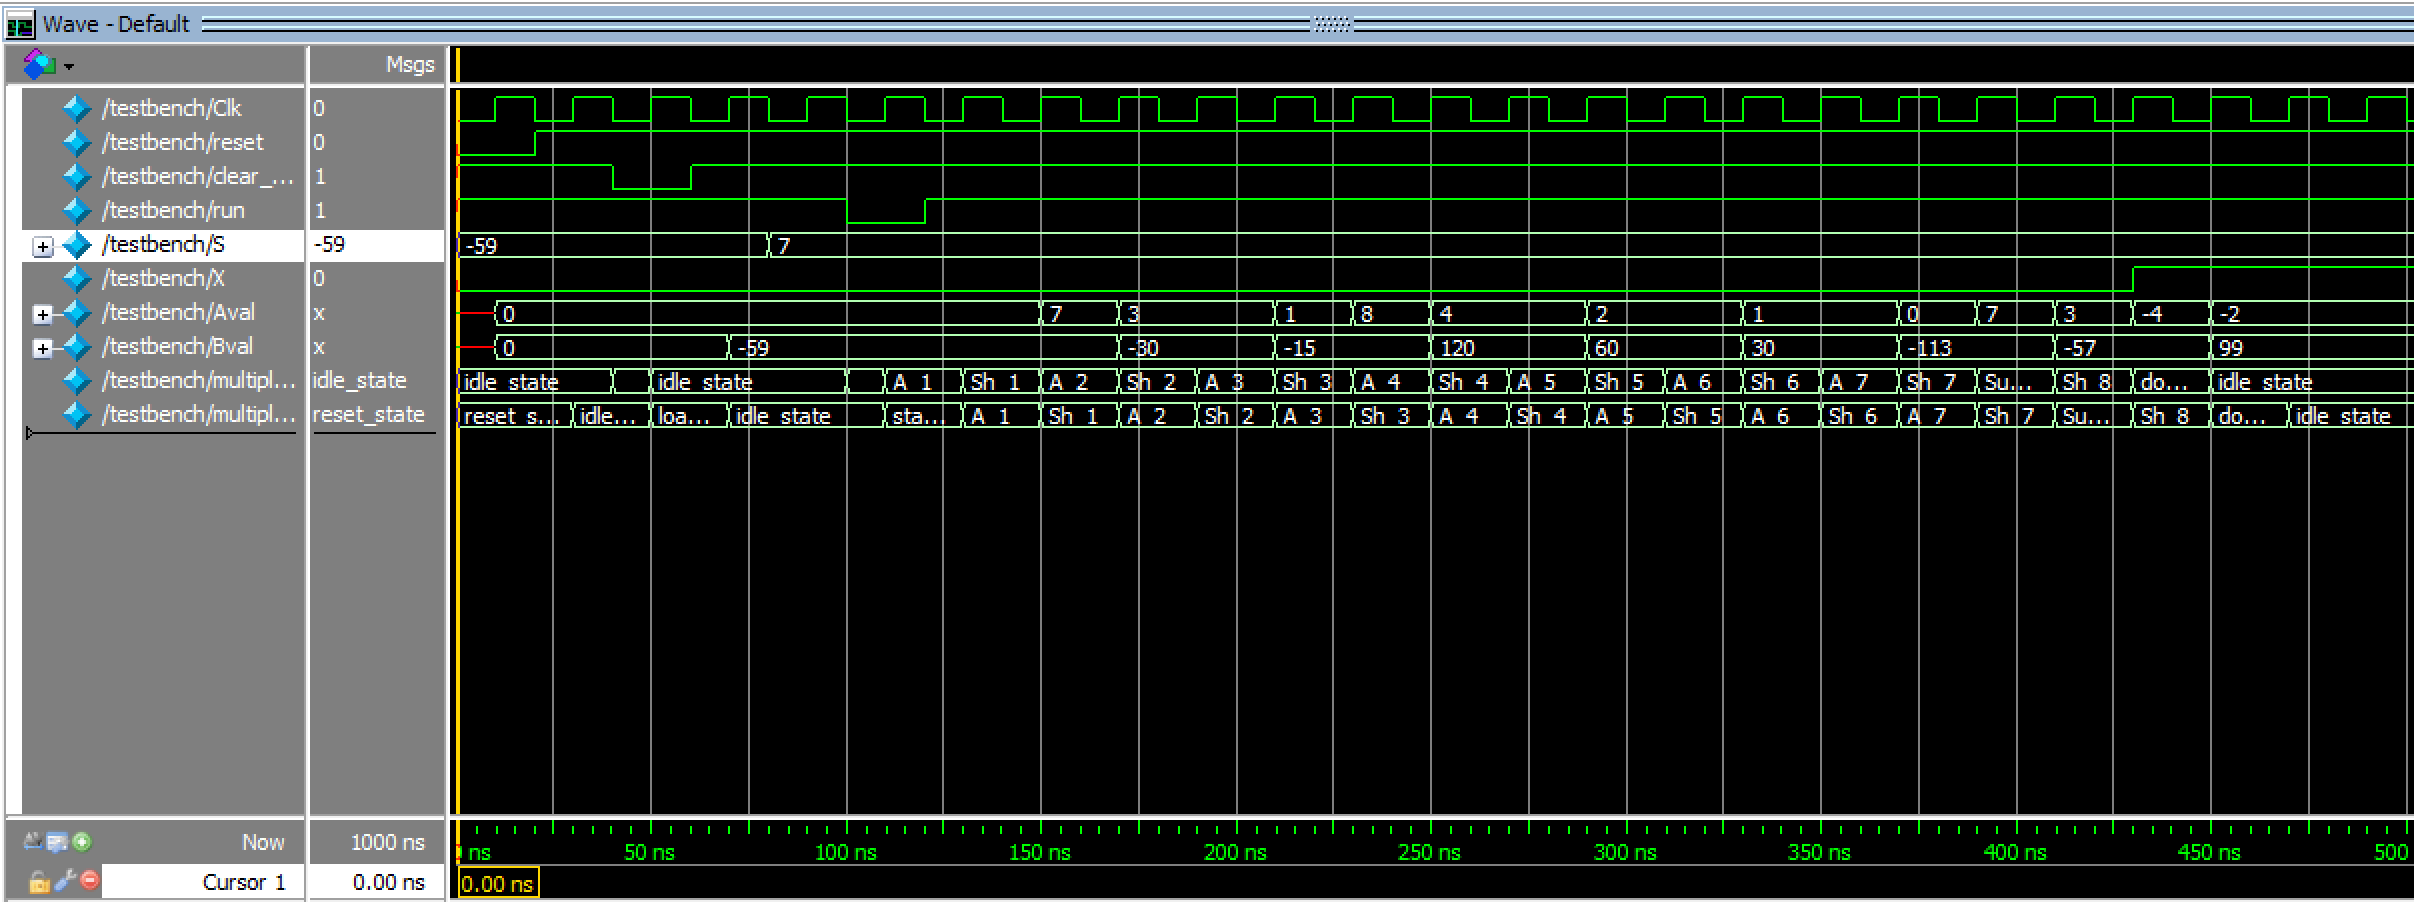 Wave - Default
Msgs
/testbench/Clk 0
/testbench/reset 0
/testbench/clear_... 1
/testbench/run 1
/testbench/S -59 -59 7
/testbench/X 0
/testbench/Aval x 0 7 3 1 8 4 2 1 0 7 3 -4 -2
/testbench/Bval x 0 -59 -30 -15 120 60 30 -113 -57 99
/testbench/multipl... idle_state idle_state idle_state A_1 Sh_1 A_2 Sh_2 A_3 Sh_3 A_4 Sh_4 A_5 Sh_5 A_6 Sh_6 A_7 Sh_7 Su... Sh_8 do... idle_state
/testbench/multipl... reset_state reset_s... idle... loa... idle_state sta... A_1 Sh_1 A_2 Sh_2 A_3 Sh_3 A_4 Sh_4 A_5 Sh_5 A_6 Sh_6 A_7 Sh_7 Su... Sh_8 do... idle_state
Now 1000 ns ns 50 ns 100 ns 150 ns 200 ns 250 ns 300 ns 350 ns 400 ns 450 ns 500
Cursor 1 0.00 ns 0.00 ns